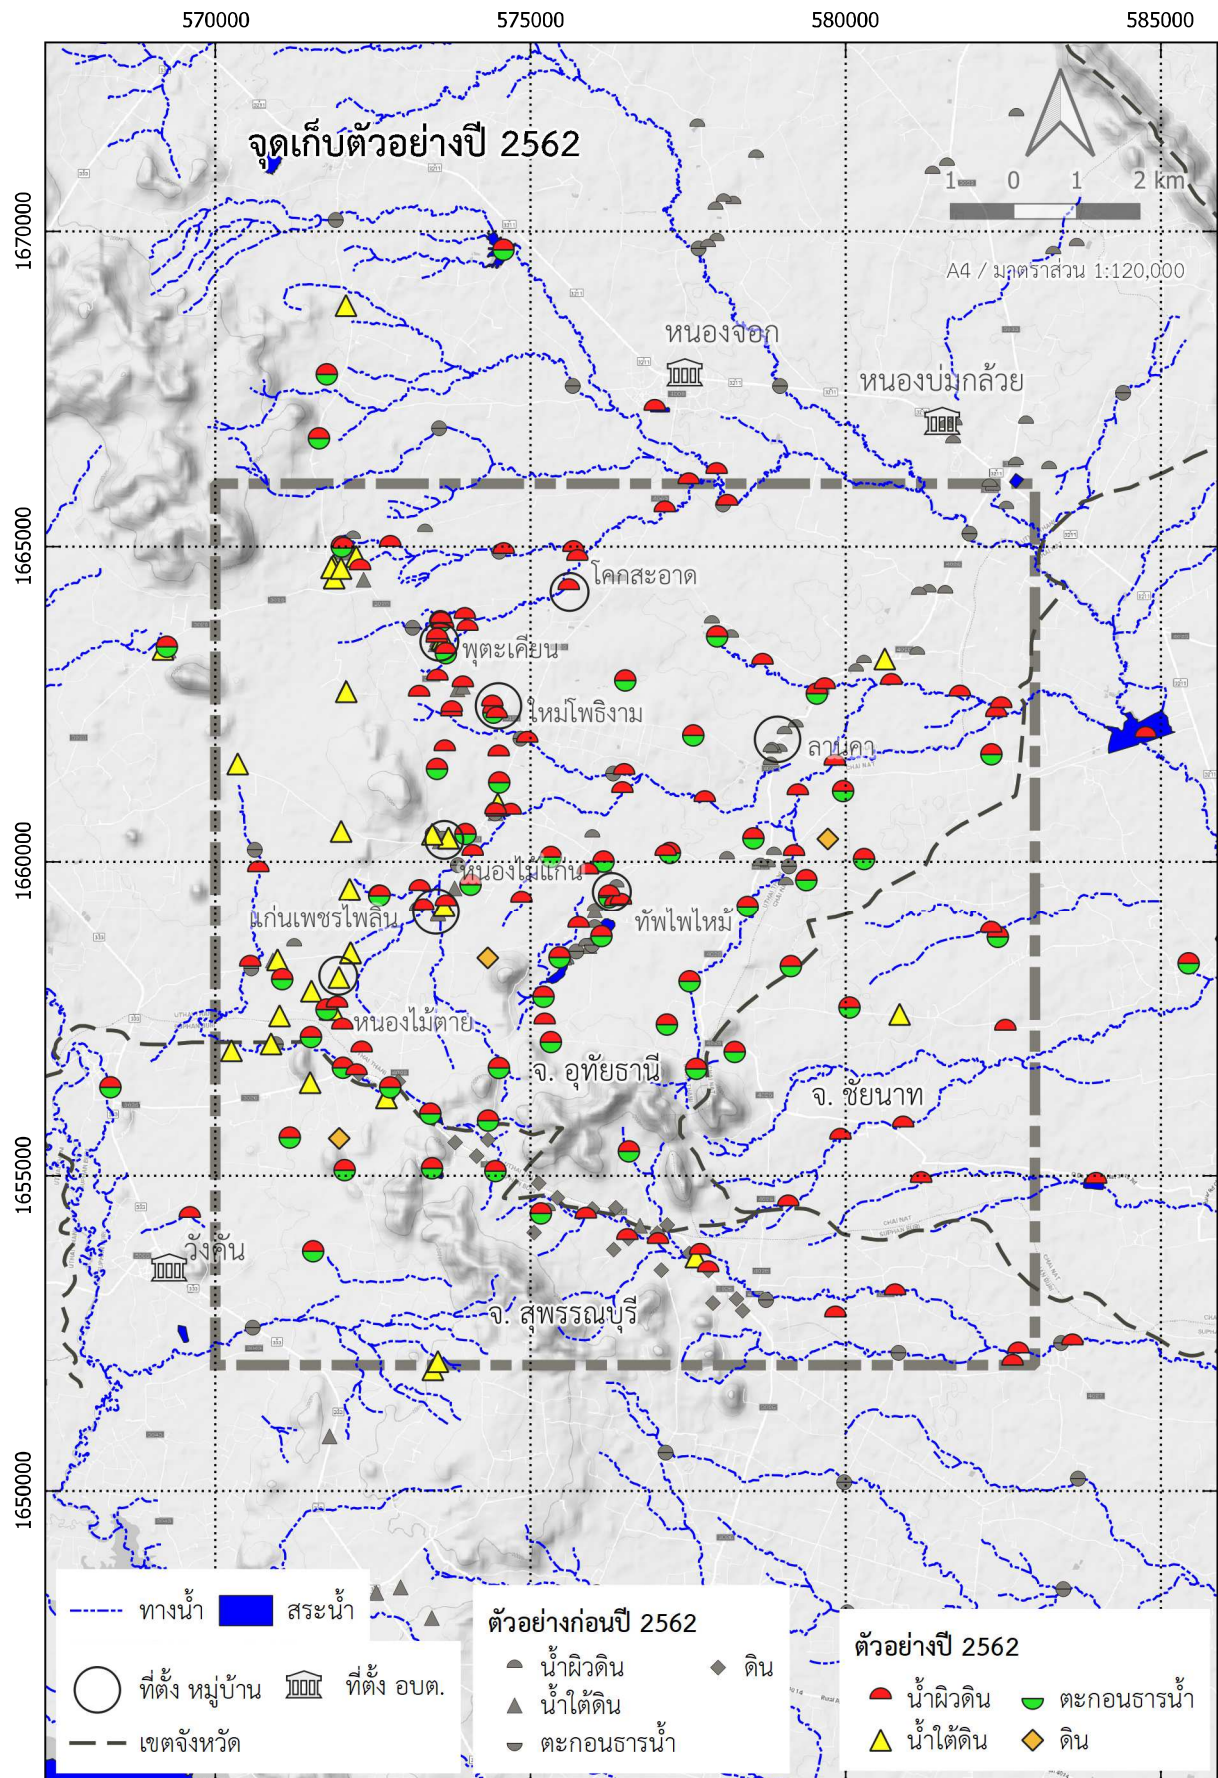 570000 575000 580000 585000
จุดเก็บตัวอย่างปี 2562
1 0 1 2 km
1670000
A4 / มาตราส่วน 1:120,000
หนองจอก
หนองบ่มกล้วย
1665000
โคกสะอาด
พุตะเคียน
ใหม่โพธิงาม
ลานคา
CHAI NAT
1660000
หนองไม้แก่น
แก่นเพชรไพลิน
ทัพไพไหม้
หนองไม้ตาย
จ. อุทัยธานี
จ. ชัยนาท
1655000
CHAI NAT
SUPHAN BURI
วังคัน
จ. สุพรรณบุรี
1650000
ทางน้ำ สระน้ำ
ที่ตั้ง หมู่บ้าน ที่ตั้ง อบต.
เขตจังหวัด
ตัวอย่างก่อนปี 2562
น้ำผิวดิน ดิน
น้ำใต้ดิน
ตะกอนธารน้ำ
ตัวอย่างปี 2562
น้ำผิวดิน ตะกอนธารน้ำ
น้ำใต้ดิน ดิน